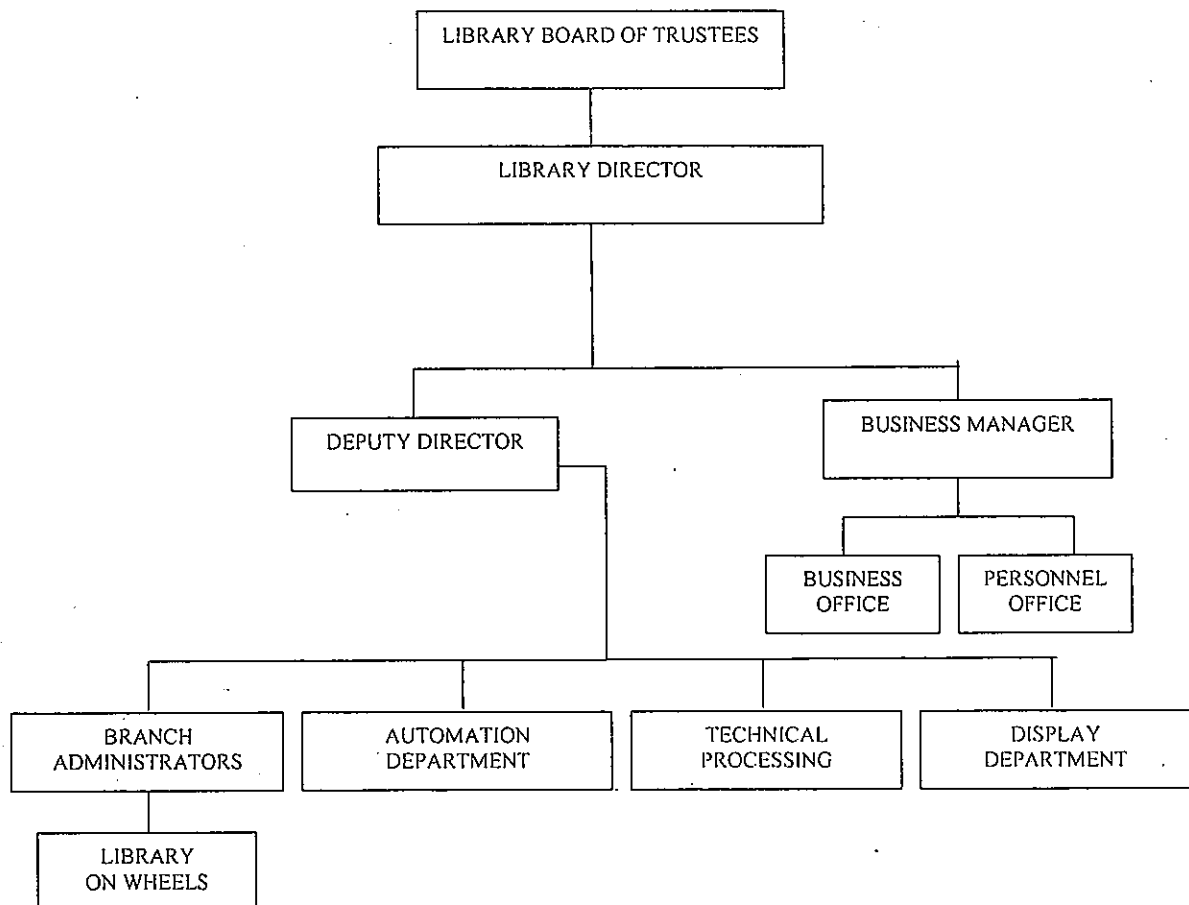 LIBRARY BOARD OF TRUSTEES
LIBRARY DIRECTOR
DEPUTY DIRECTOR
BUSINESS MANAGER
BUSINESS
OFFICE
PERSONNEL
OFFICE
BRANCH
ADMINISTRATORS
AUTOMATION
DEPARTMENT
TECHNICAL
PROCESSING
DISPLAY
DEPARTMENT
LIBRARY
ON WHEELS